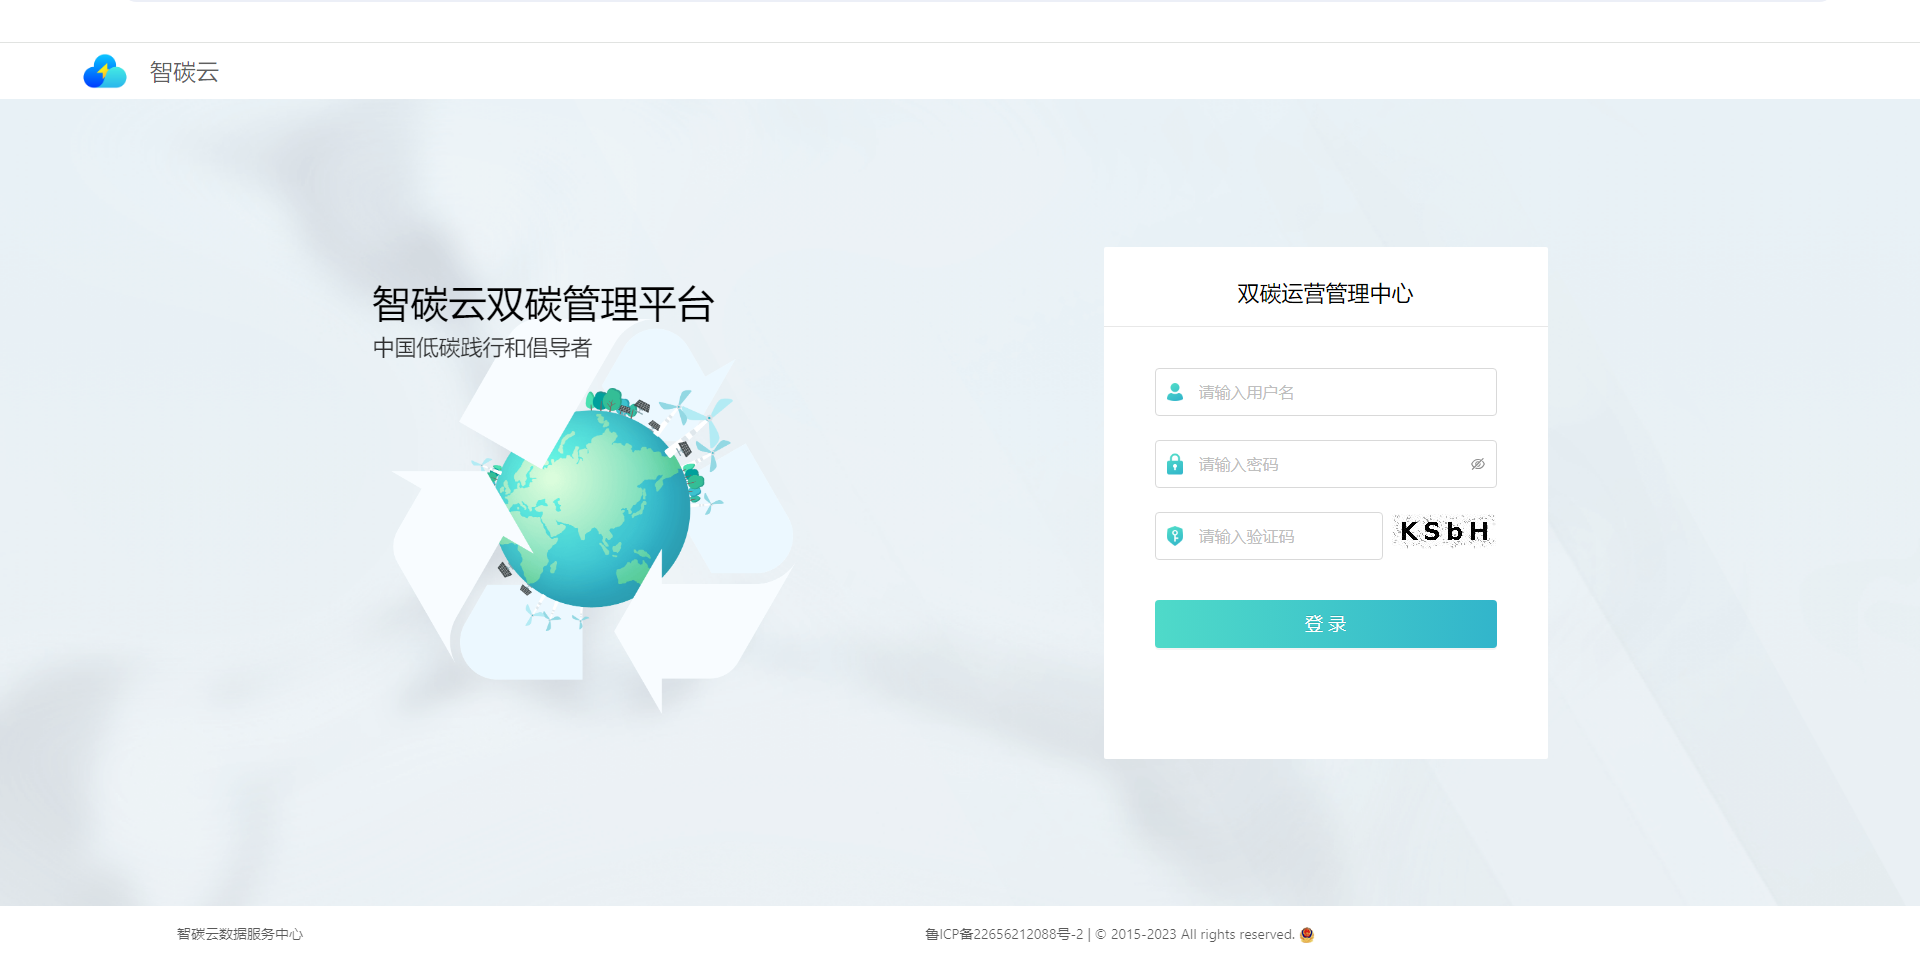 智碳云
智碳云双碳管理平台
中国低碳践行和倡导者
双碳运营管理中心
请输入用户名
请输入密码
请输入验证码
KSbH
登录
智碳云数据服务中心
鲁ICP备22656212088号-2 | © 2015-2023 All rights reserved.